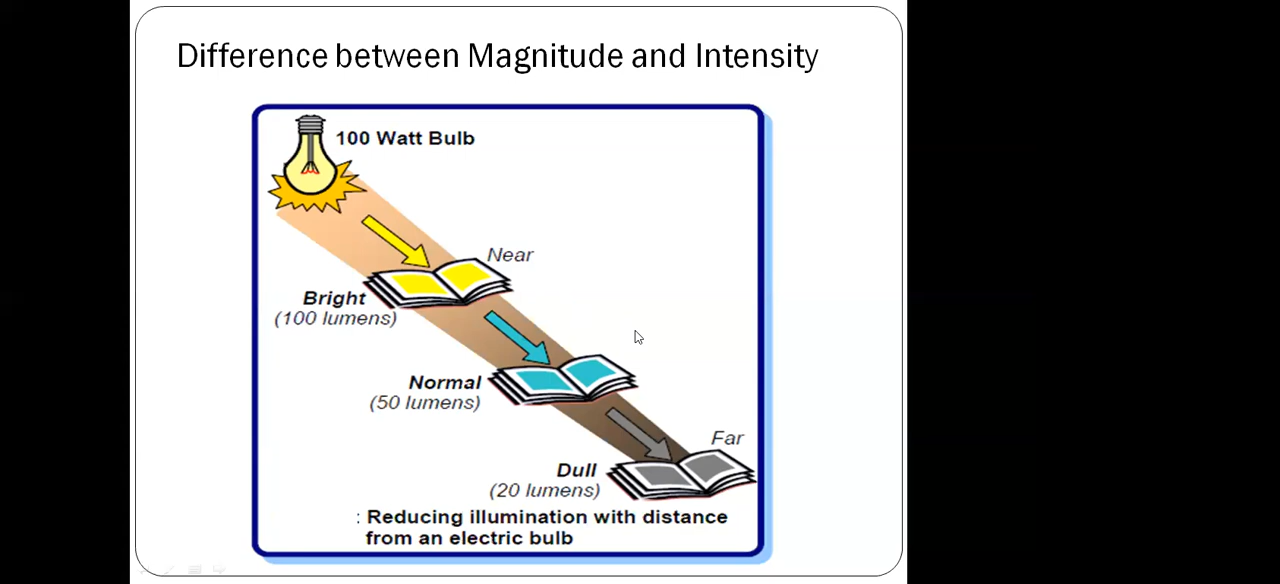 Difference between Magnitude and Intensity
100 Watt Bulb
Near
Bright
(100 lumens)
Normal
(50 lumens)
Far
Dull
(20 lumens)
: Reducing illumination with distance
from an electric bulb